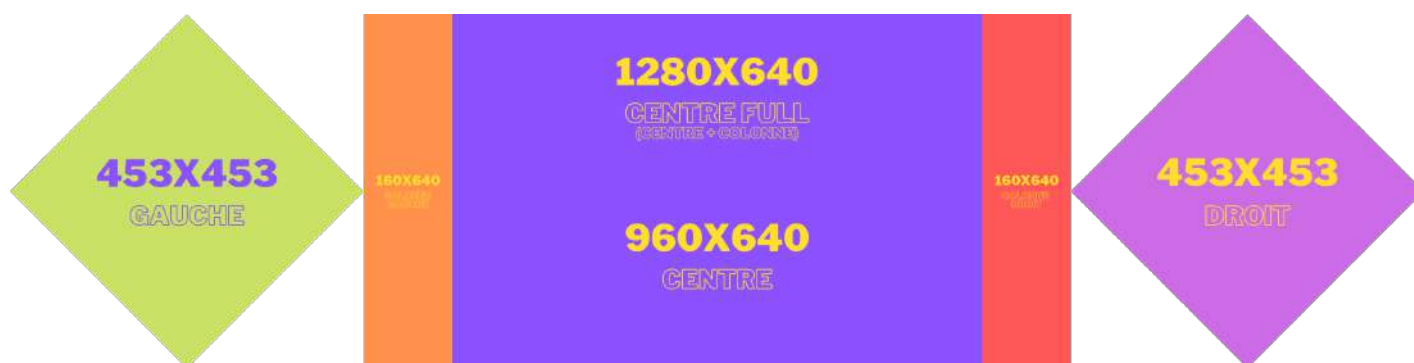 453X453
GAUCHE
160X640
1280X640
CENTRE FULL
(CENTRE + COLONNE)
960X640
CENTRE
160X640
453X453
DROIT